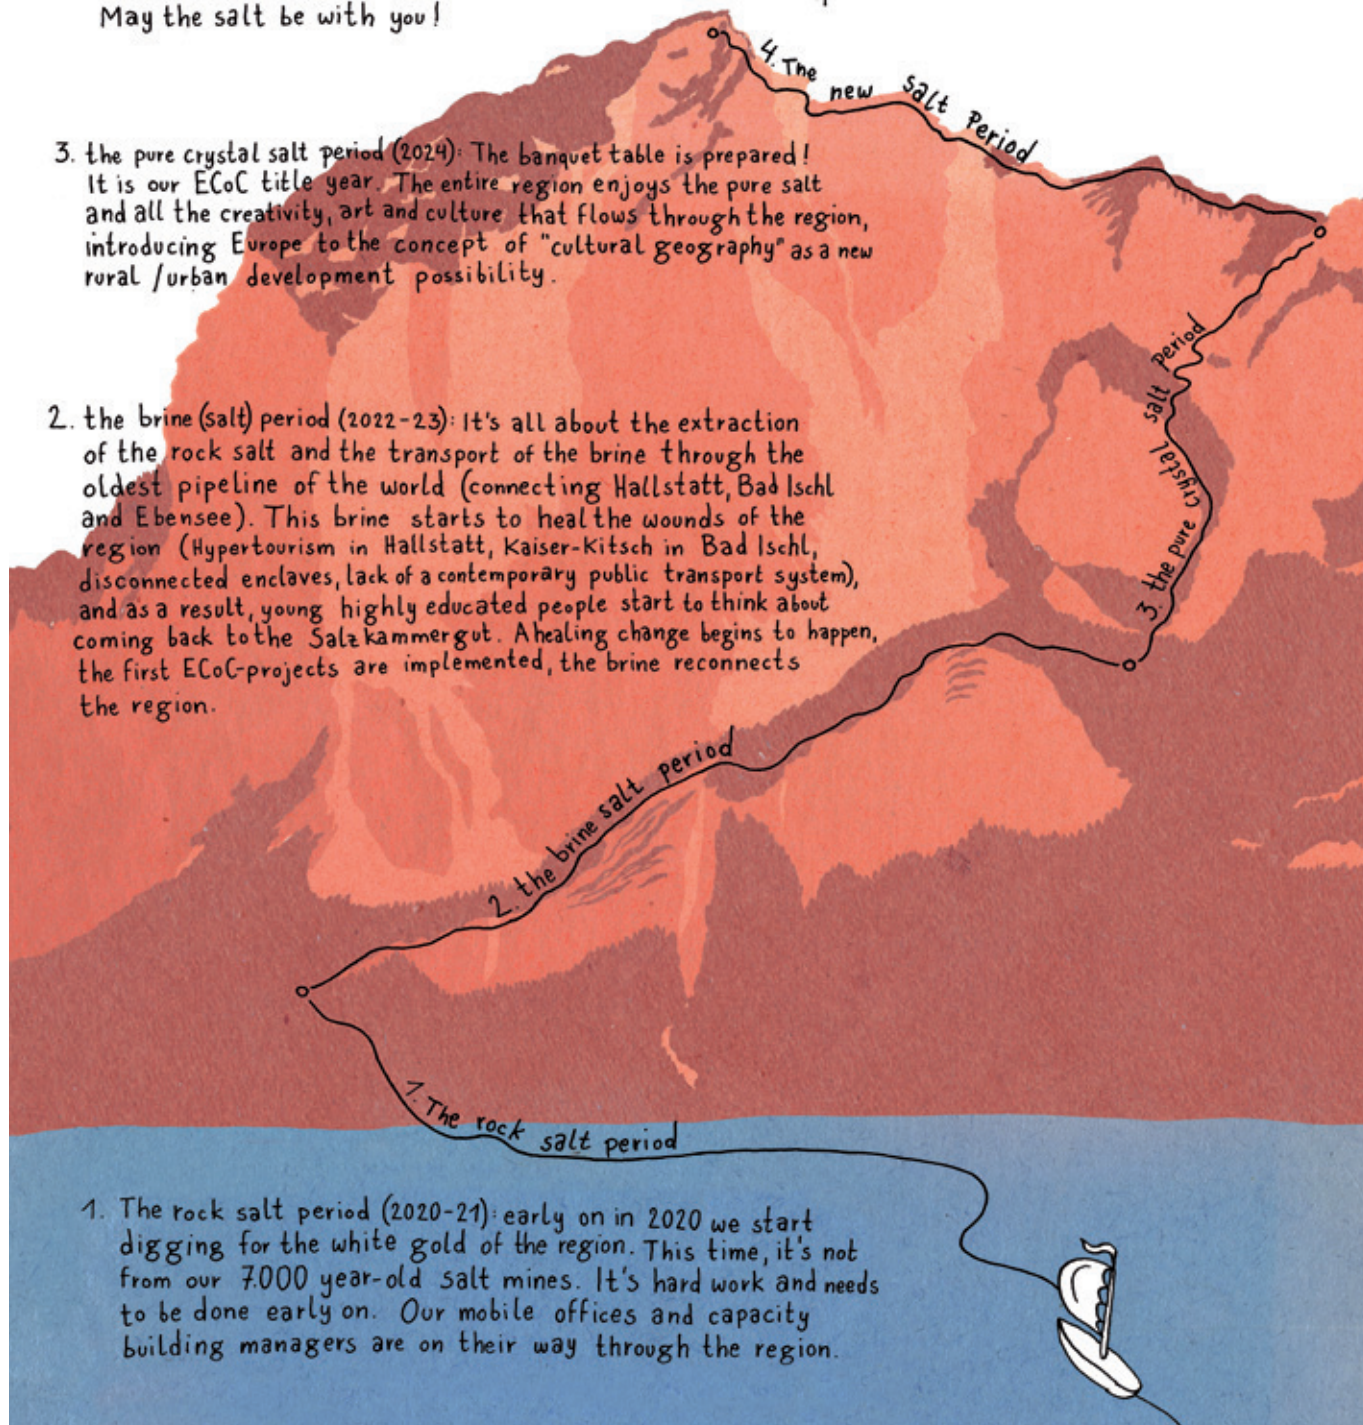 May the salt be with you!
4. The new salt Period
3. the pure crystal salt period (2024): The banquet table is prepared!
It is our ECoC title year. The entire region enjoys the pure salt
and all the creativity, art and culture that flows through the region,
introducing Europe to the concept of "cultural geography" as a new
rural /urban development possibility.
3. the pure crystal salt period
2. the brine (salt) period (2022-23): It's all about the extraction
of the rock salt and the transport of the brine through the
oldest pipeline of the world (connecting Hallstatt, Bad Ischl
and Ebensee). This brine starts to heal the wounds of the
region (Hypertourism in Hallstatt, Kaiser-Kitsch in Bad Ischl,
disconnected enclaves, lack of a contemporary public transport system),
and as a result, young highly educated people start to think about
coming back to the Salzkammergut. A healing change begins to happen,
the first ECoC-projects are implemented, the brine reconnects
the region.
2. the brine salt period
1. The rock salt period
1. The rock salt period (2020-21): early on in 2020 we start
digging for the white gold of the region. This time, it's not
from our 7.000 year-old salt mines. It's hard work and needs
to be done early on. Our mobile offices and capacity
building managers are on their way through the region.